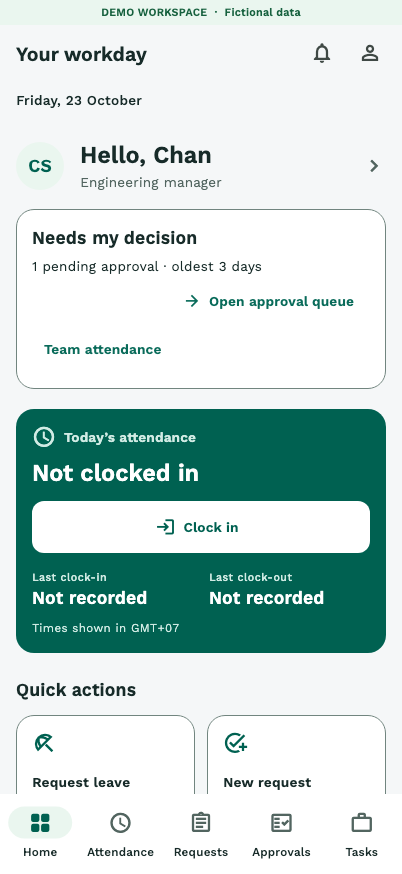 DEMO WORKSPACE · Fictional data
Your workday
Friday, 23 October
CS
Hello, Chan
Engineering manager
Needs my decision
1 pending approval · oldest 3 days
Open approval queue
Team attendance
Today's attendance
Not clocked in
Clock in
Last clock-in
Last clock-out
Not recorded
Not recorded
Times shown in GMT+07
Quick actions
Request leave
New request
Home
Attendance
Requests
Approvals
Tasks